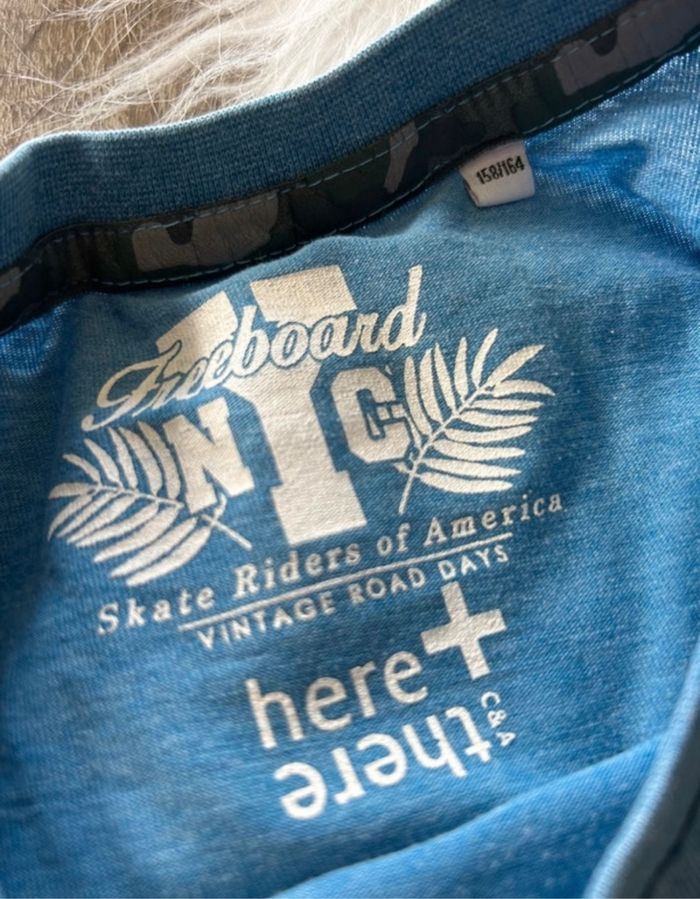 158/164
Freeboard
NYC
Skate Riders of America
VINTAGE ROAD DAYS
here+
there
C&A